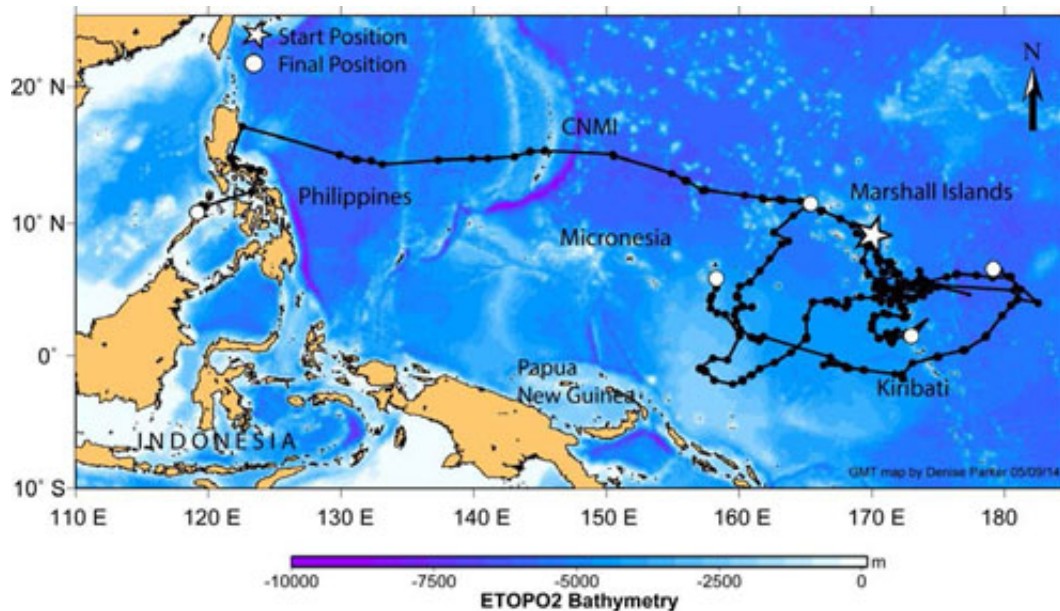 Start Position
Final Position
N
20° N
CNMI
Marshall Islands
Philippines
10° N
Micronesia
0°
Papua
New Guinea
Kiribati
INDONESIA
GMT map by Denise Parker 05/09/14
10° S
110 E 120 E 130 E 140 E 150 E 160 E 170 E 180
m
-10000 -7500 -5000 -2500 0
ETOPO2 Bathymetry